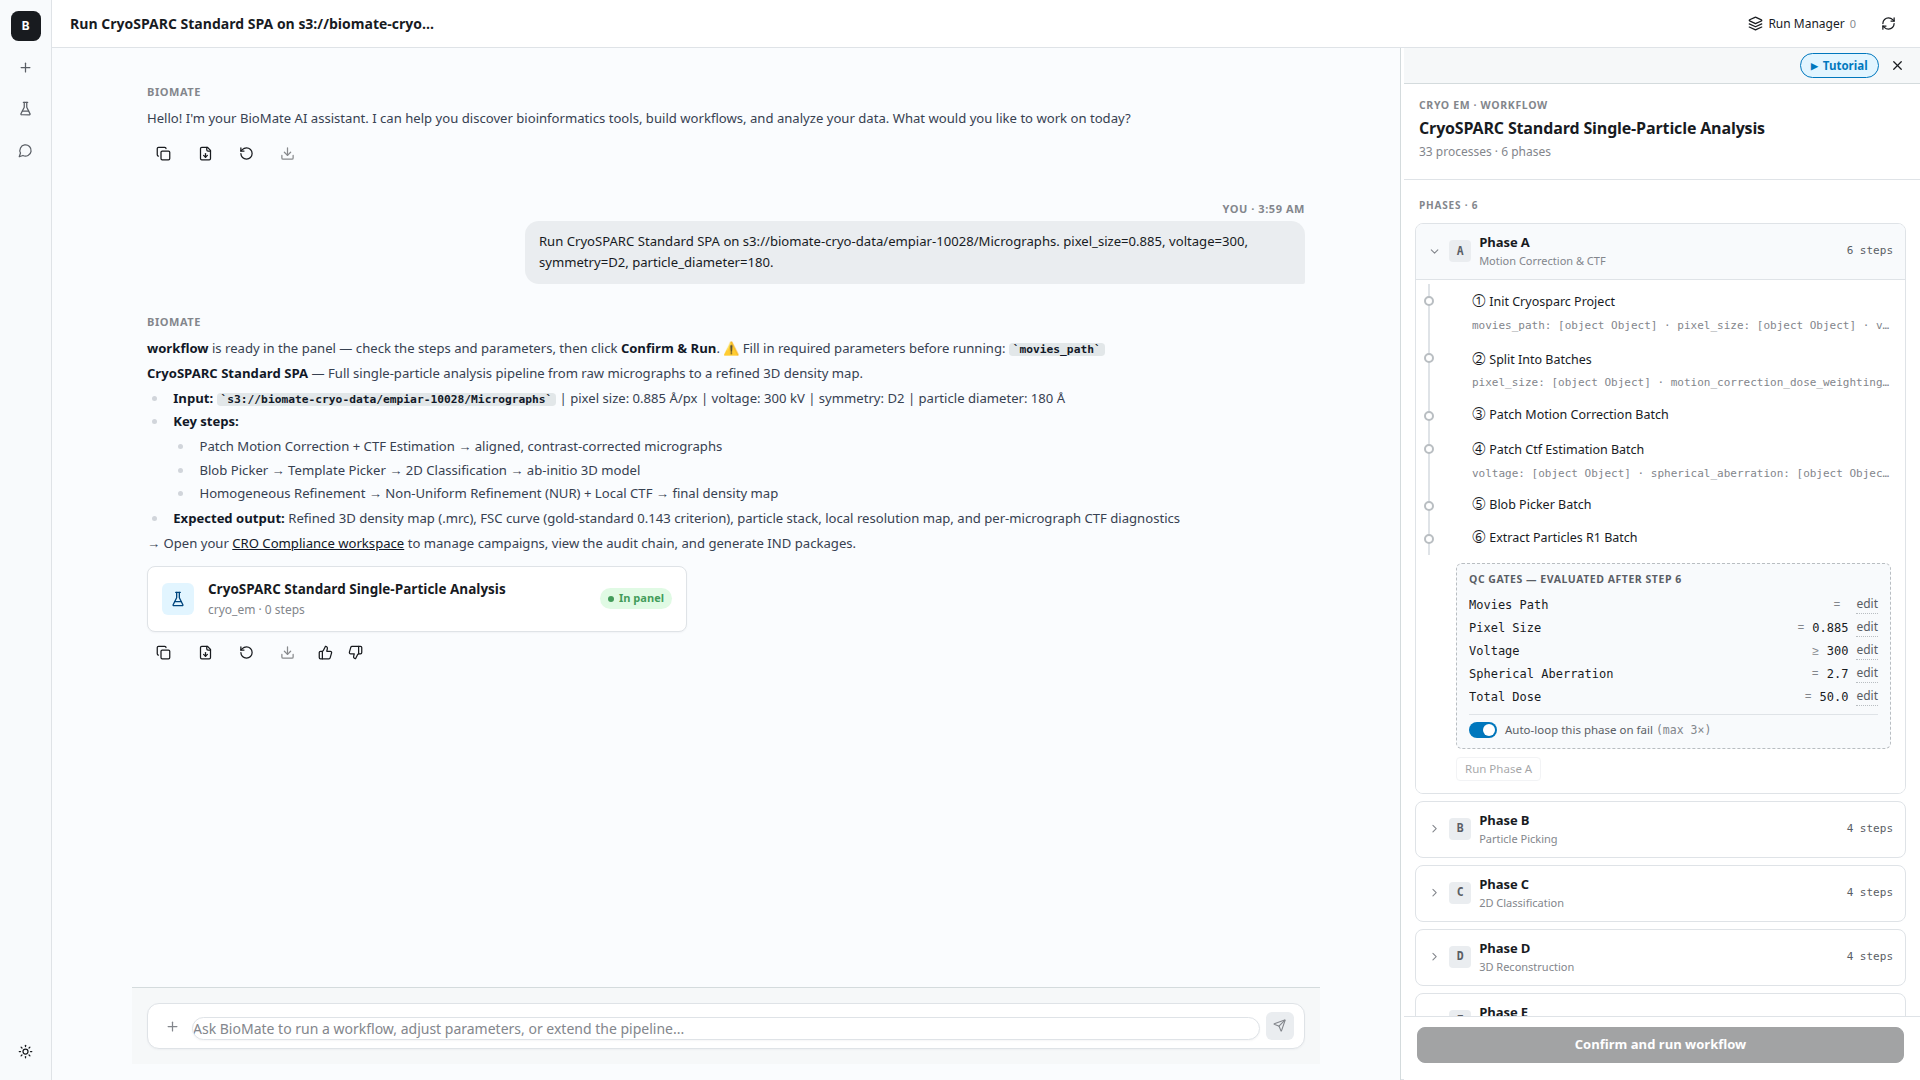 B
Run CryoSPARC Standard SPA on s3://biomate-cryo...
Run Manager 0
BIOMATE
Hello! I'm your BioMate AI assistant. I can help you discover bioinformatics tools, build workflows, and analyze your data. What would you like to work on today?
YOU · 3:59 AM
Run CryoSPARC Standard SPA on s3://biomate-cryo-data/empiar-10028/Micrographs. pixel_size=0.885, voltage=300,
symmetry=D2, particle_diameter=180.
BIOMATE
workflow is ready in the panel — check the steps and parameters, then click Confirm & Run. ⚠️ Fill in required parameters before running: `movies_path`
CryoSPARC Standard SPA — Full single-particle analysis pipeline from raw micrographs to a refined 3D density map.
Input: `s3://biomate-cryo-data/empiar-10028/Micrographs` | pixel size: 0.885 Å/px | voltage: 300 kV | symmetry: D2 | particle diameter: 180 Å
Key steps:
Patch Motion Correction + CTF Estimation → aligned, contrast-corrected micrographs
Blob Picker → Template Picker → 2D Classification → ab-initio 3D model
Homogeneous Refinement → Non-Uniform Refinement (NUR) + Local CTF → final density map
Expected output: Refined 3D density map (.mrc), FSC curve (gold-standard 0.143 criterion), particle stack, local resolution map, and per-micrograph CTF diagnostics
→ Open your CRO Compliance workspace to manage campaigns, view the audit chain, and generate IND packages.
CryoSPARC Standard Single-Particle Analysis
cryo_em · 0 steps
In panel
Ask BioMate to run a workflow, adjust parameters, or extend the pipeline...
▶ Tutorial
CRYO EM · WORKFLOW
CryoSPARC Standard Single-Particle Analysis
33 processes · 6 phases
PHASES · 6
A Phase A 6 steps
Motion Correction & CTF
① Init Cryosparc Project
movies_path: [object Object] · pixel_size: [object Object] · v…
② Split Into Batches
pixel_size: [object Object] · motion_correction_dose_weighting…
③ Patch Motion Correction Batch
④ Patch Ctf Estimation Batch
voltage: [object Object] · spherical_aberration: [object Objec…
⑤ Blob Picker Batch
⑥ Extract Particles R1 Batch
QC GATES — EVALUATED AFTER STEP 6
Movies Path = edit
Pixel Size = 0.885 edit
Voltage ≥ 300 edit
Spherical Aberration = 2.7 edit
Total Dose = 50.0 edit
Auto-loop this phase on fail (max 3×)
Run Phase A
B Phase B 4 steps
Particle Picking
C Phase C 4 steps
2D Classification
D Phase D 4 steps
3D Reconstruction
Phase E
Confirm and run workflow